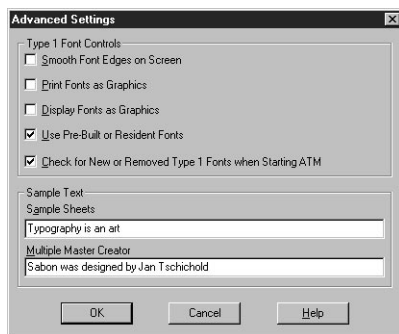 Advanced Settings
Type 1 Font Controls
Smooth Font Edges on Screen
Print Fonts as Graphics
Display Fonts as Graphics
Use Pre-Built or Resident Fonts
Check for New or Removed Type 1 Fonts when Starting ATM
Sample Text
Sample Sheets
Typography is an art
Multiple Master Creator
Sabon was designed by Jan Tschichold
OK Cancel Help